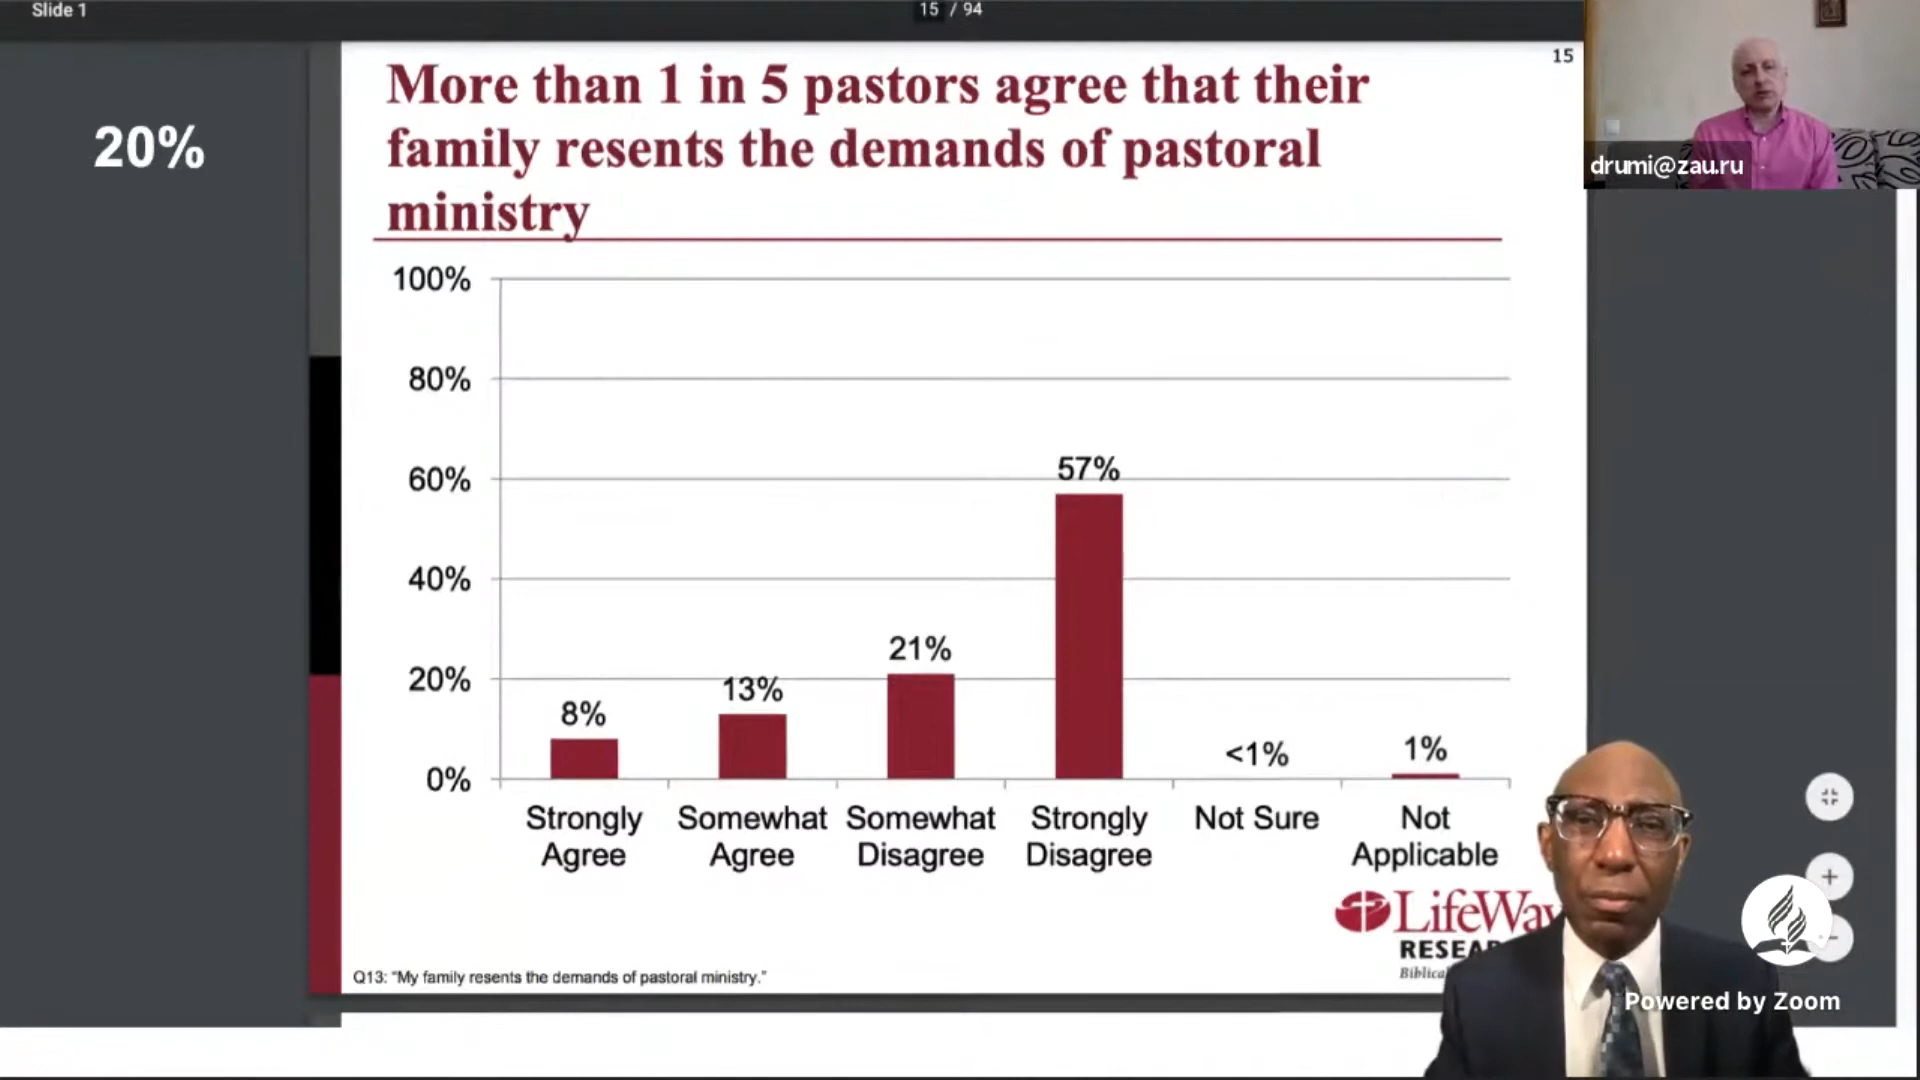 Slide 1
15 / 94
20%
15
More than 1 in 5 pastors agree that their
family resents the demands of pastoral
ministry
drumi@zau.ru
100%
80%
60%
40%
20%
0%
8%
13%
21%
57%
<1%
1%
Strongly
Agree
Somewhat
Agree
Somewhat
Disagree
Strongly
Disagree
Not Sure
Not
Applicable
LifeWay
Q13: “My family resents the demands of pastoral ministry.”
Powered by Zoom